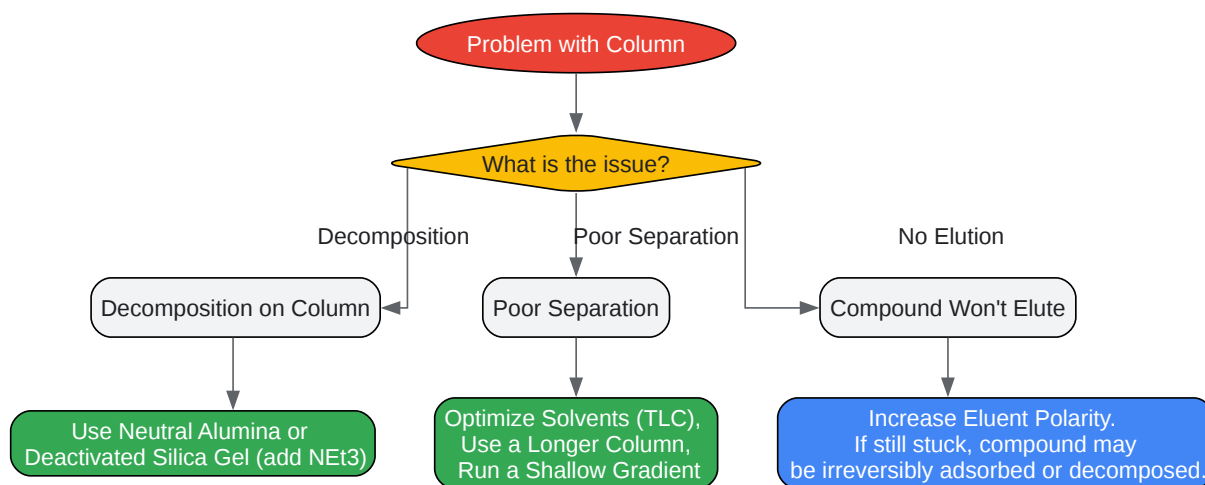 Problem with Column
What is the issue?
Decomposition
Poor Separation
No Elution
Decomposition on Column
Poor Separation
Compound Won't Elute
Use Neutral Alumina or
Deactivated Silica Gel (add NEt3)
Optimize Solvents (TLC),
Use a Longer Column,
Run a Shallow Gradient
Increase Eluent Polarity.
If still stuck, compound may
be irreversibly adsorbed or decomposed.